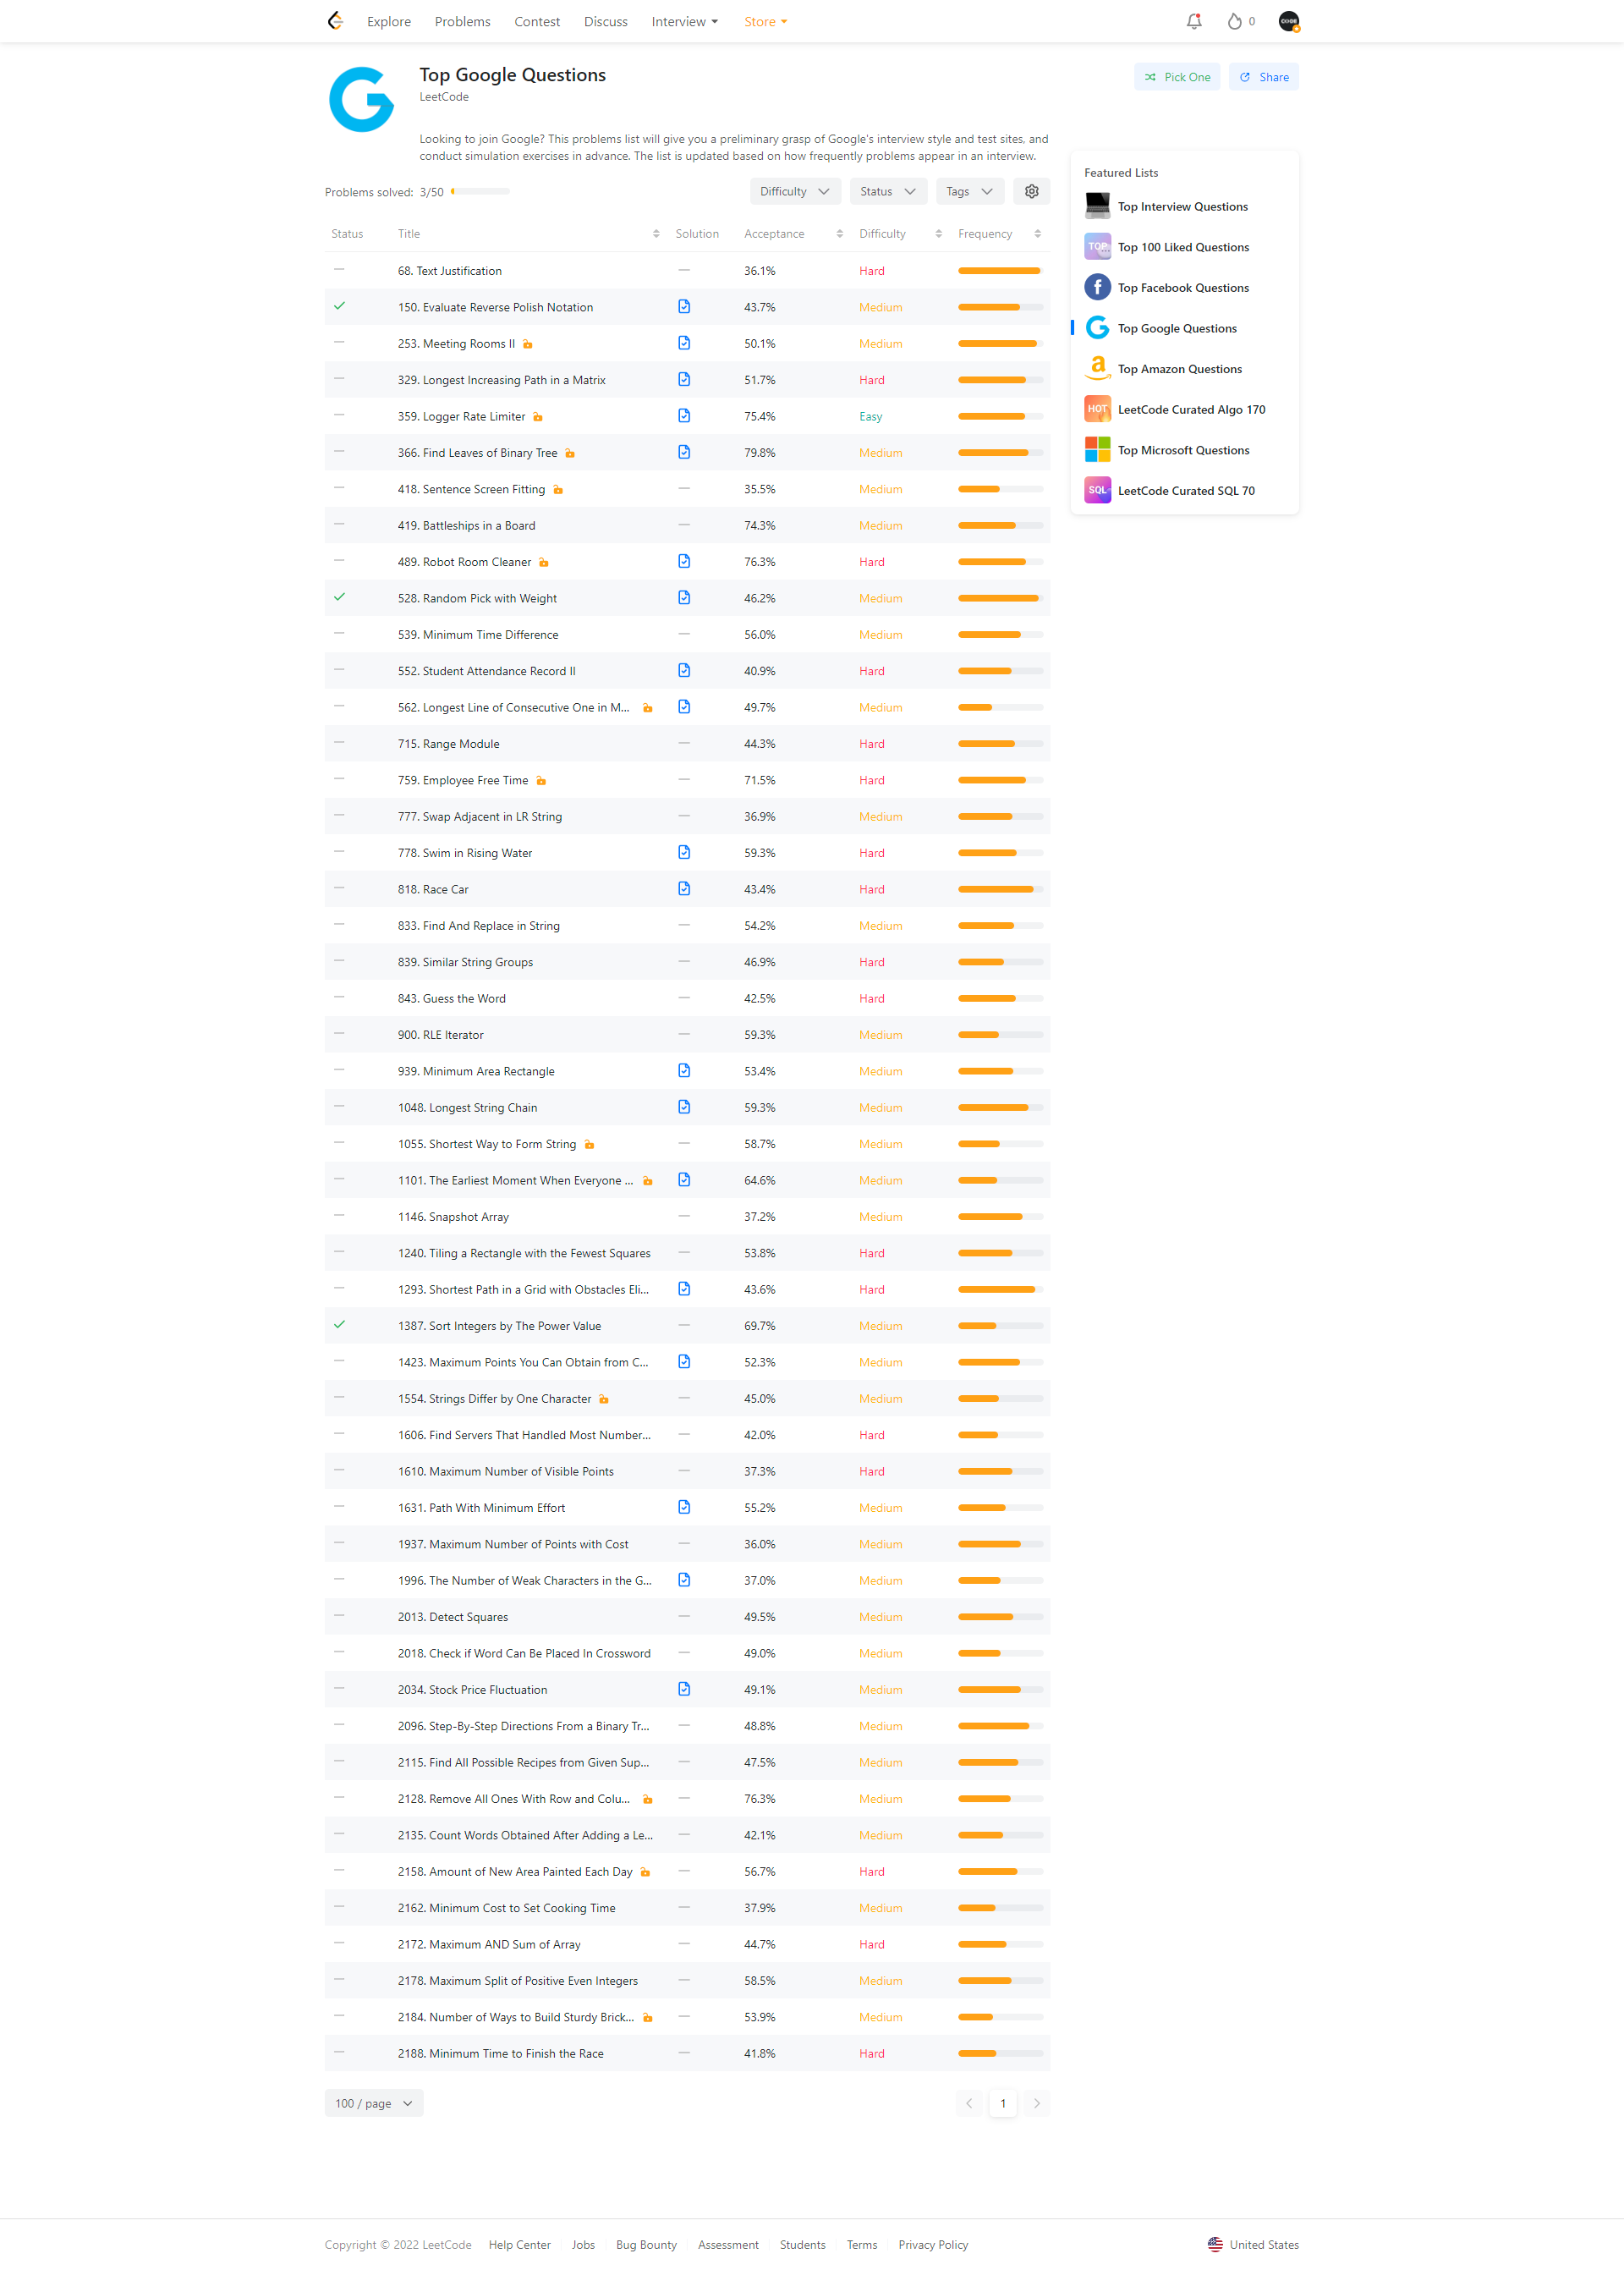 Explore Problems Contest Discuss Interview Store 0
Top Google Questions
LeetCode
Pick One Share
Looking to join Google? This problems list will give you a preliminary grasp of Google's interview style and test sites, and
conduct simulation exercises in advance. The list is updated based on how frequently problems appear in an interview.
Problems solved: 3/50 Difficulty Status Tags
Status Title Solution Acceptance Difficulty Frequency
68. Text Justification 36.1% Hard
150. Evaluate Reverse Polish Notation 43.7% Medium
253. Meeting Rooms II 50.1% Medium
329. Longest Increasing Path in a Matrix 51.7% Hard
359. Logger Rate Limiter 75.4% Easy
366. Find Leaves of Binary Tree 79.8% Medium
418. Sentence Screen Fitting 35.5% Medium
419. Battleships in a Board 74.3% Medium
489. Robot Room Cleaner 76.3% Hard
528. Random Pick with Weight 46.2% Medium
539. Minimum Time Difference 56.0% Medium
552. Student Attendance Record II 40.9% Hard
562. Longest Line of Consecutive One in M... 49.7% Medium
715. Range Module 44.3% Hard
759. Employee Free Time 71.5% Hard
777. Swap Adjacent in LR String 36.9% Medium
778. Swim in Rising Water 59.3% Hard
818. Race Car 43.4% Hard
833. Find And Replace in String 54.2% Medium
839. Similar String Groups 46.9% Hard
843. Guess the Word 42.5% Hard
900. RLE Iterator 59.3% Medium
939. Minimum Area Rectangle 53.4% Medium
1048. Longest String Chain 59.3% Medium
1055. Shortest Way to Form String 58.7% Medium
1101. The Earliest Moment When Everyone ... 64.6% Medium
1146. Snapshot Array 37.2% Medium
1240. Tiling a Rectangle with the Fewest Squares 53.8% Hard
1293. Shortest Path in a Grid with Obstacles Eli... 43.6% Hard
1387. Sort Integers by The Power Value 69.7% Medium
1423. Maximum Points You Can Obtain from C... 52.3% Medium
1554. Strings Differ by One Character 45.0% Medium
1606. Find Servers That Handled Most Number... 42.0% Hard
1610. Maximum Number of Visible Points 37.3% Hard
1631. Path With Minimum Effort 55.2% Medium
1937. Maximum Number of Points with Cost 36.0% Medium
1996. The Number of Weak Characters in the G... 37.0% Medium
2013. Detect Squares 49.5% Medium
2018. Check if Word Can Be Placed In Crossword 49.0% Medium
2034. Stock Price Fluctuation 49.1% Medium
2096. Step-By-Step Directions From a Binary Tr... 48.8% Medium
2115. Find All Possible Recipes from Given Sup... 47.5% Medium
2128. Remove All Ones With Row and Colu... 76.3% Medium
2135. Count Words Obtained After Adding a Le... 42.1% Medium
2158. Amount of New Area Painted Each Day 56.7% Hard
2162. Minimum Cost to Set Cooking Time 37.9% Medium
2172. Maximum AND Sum of Array 44.7% Hard
2178. Maximum Split of Positive Even Integers 58.5% Medium
2184. Number of Ways to Build Sturdy Brick... 53.9% Medium
2188. Minimum Time to Finish the Race 41.8% Hard
100 / page 1
Featured Lists
Top Interview Questions
TOP Top 100 Liked Questions
Top Facebook Questions
Top Google Questions
Top Amazon Questions
HOT LeetCode Curated Algo 170
Top Microsoft Questions
SQL LeetCode Curated SQL 70
Copyright © 2022 LeetCode Help Center Jobs Bug Bounty Assessment Students Terms Privacy Policy United States